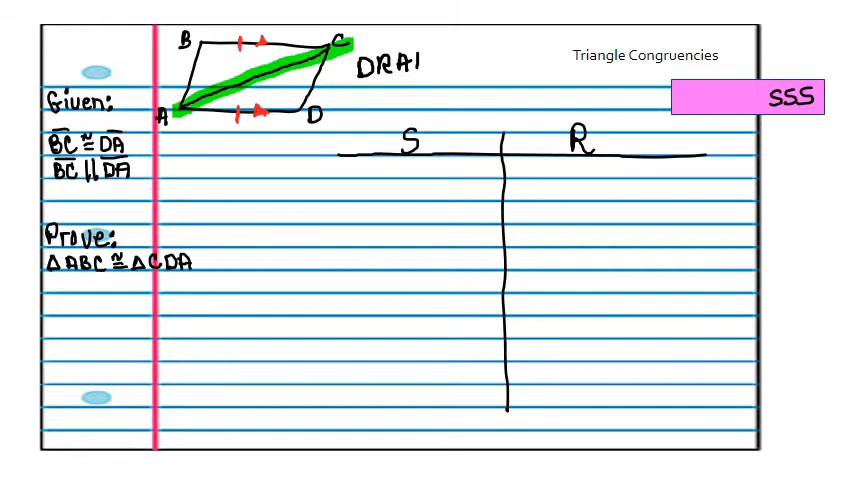 B C
DRAI
Triangle Congruencies
SSS
Given:
A D
BC ≅ DA
BC || DA
S R
Prove:
△ ABC ≅ △ CDA